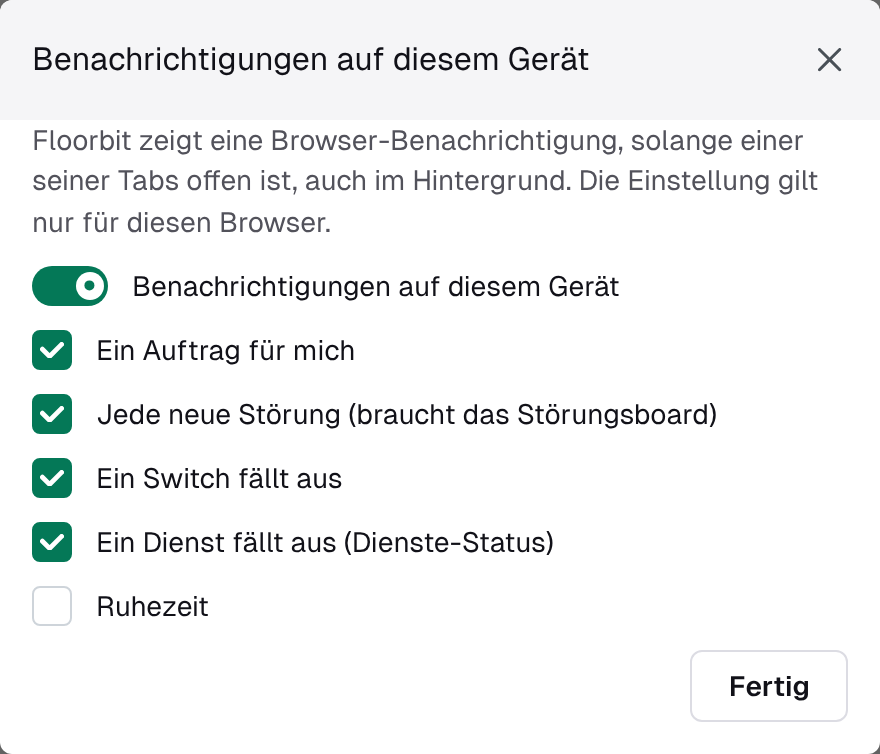 Benachrichtigungen auf diesem Gerät
Floorbit zeigt eine Browser-Benachrichtigung, solange einer
seiner Tabs offen ist, auch im Hintergrund. Die Einstellung gilt
nur für diesen Browser.
Benachrichtigungen auf diesem Gerät
Ein Auftrag für mich
Jede neue Störung (braucht das Störungsboard)
Ein Switch fällt aus
Ein Dienst fällt aus (Dienste-Status)
Ruhezeit
Fertig